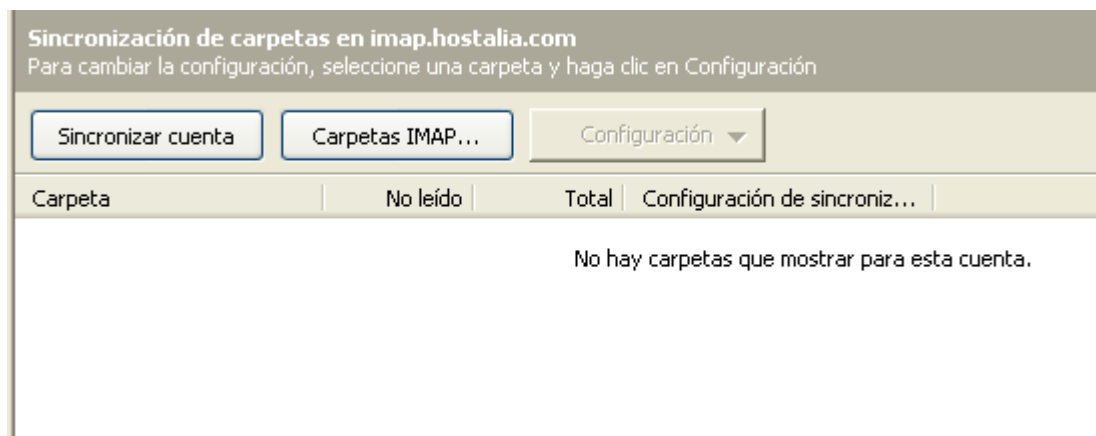 Sincronización de carpetas en imap.hostalia.com
Para cambiar la configuración, seleccione una carpeta y haga clic en Configuración
Sincronizar cuenta Carpetas IMAP... Configuración
Carpeta No leído Total Configuración de sincroniz...
No hay carpetas que mostrar para esta cuenta.